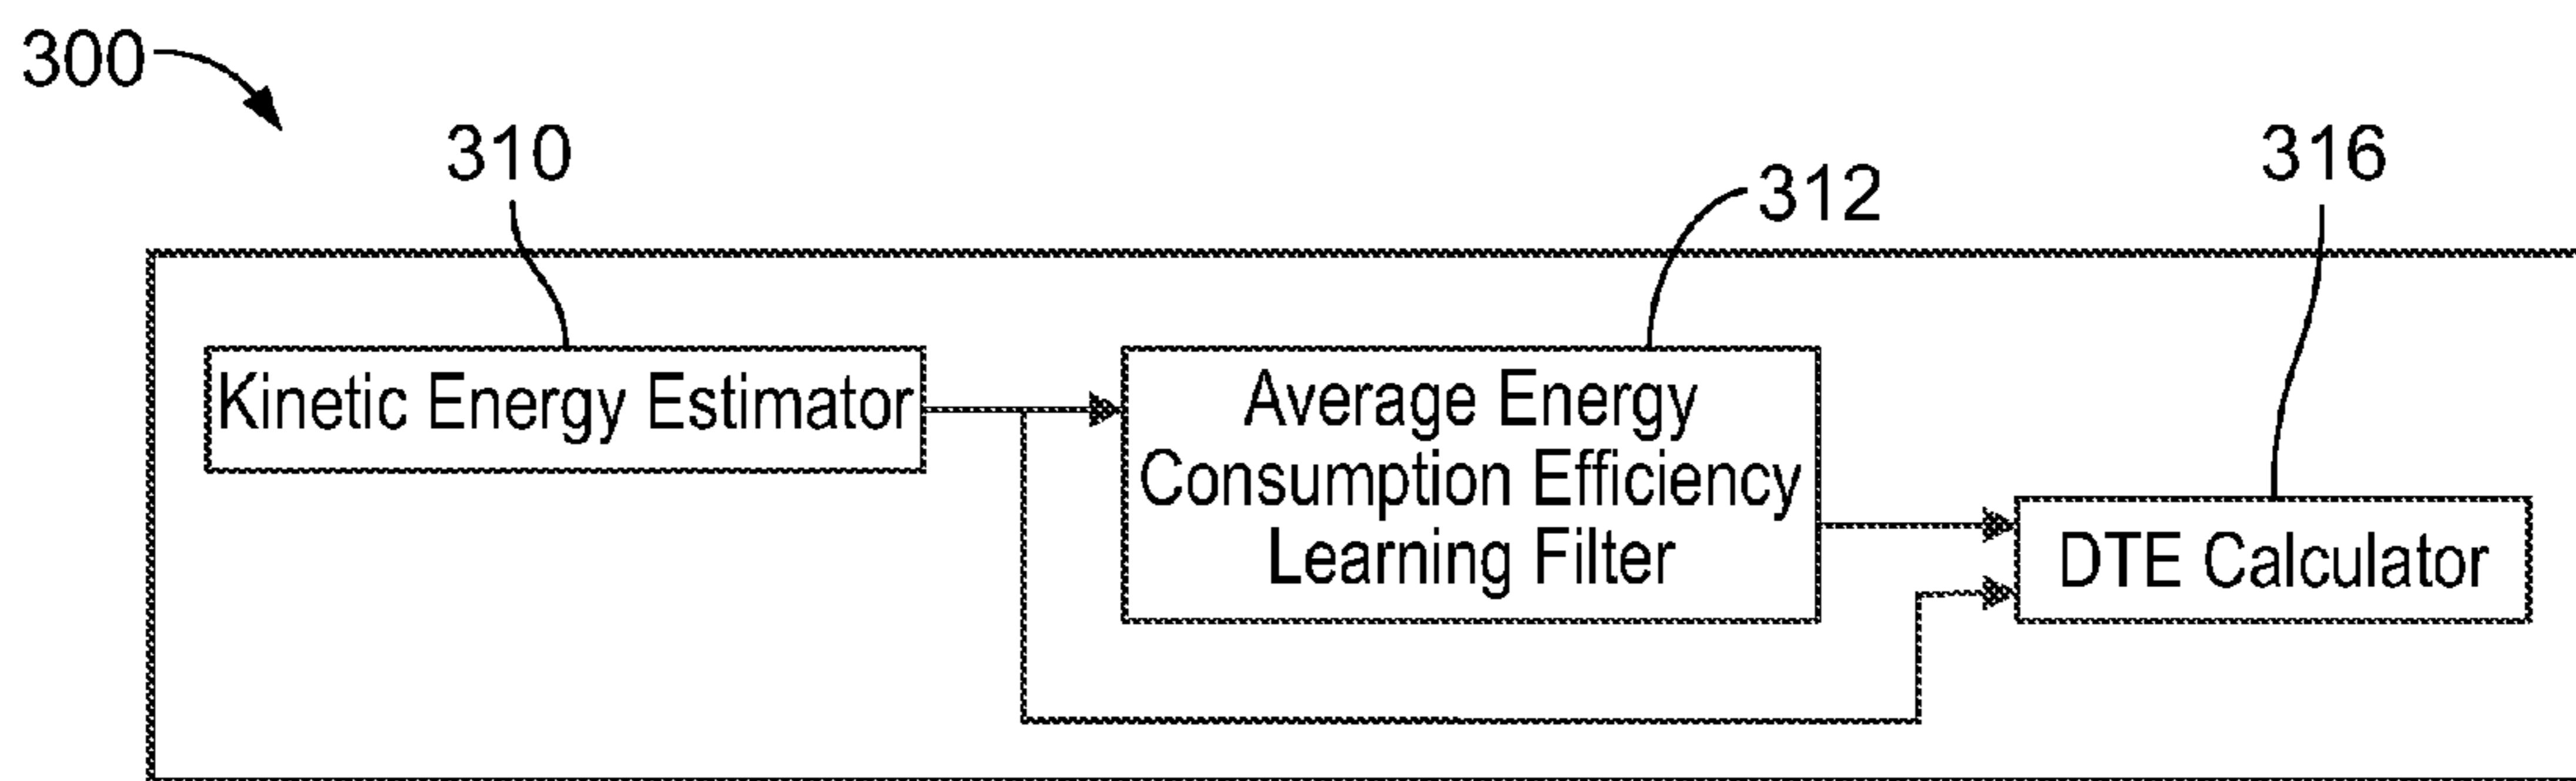 300
310
312
316
Kinetic Energy Estimator
Average Energy
Consumption Efficiency
Learning Filter
DTE Calculator